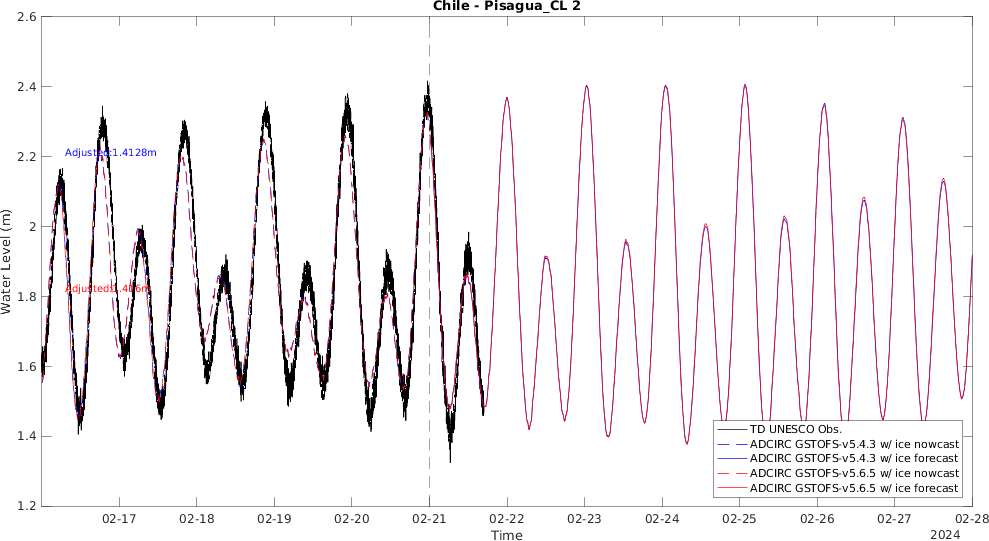 Chile - Pisagua_CL 2
Water Level (m)
2.6
2.4
2.2
2
1.8
1.6
1.4
1.2
Adjusted:1.4128m
TD UNESCO Obs.
ADCIRC GSTOFS-v5.4.3 w/ ice nowcast
ADCIRC GSTOFS-v5.4.3 w/ ice forecast
ADCIRC GSTOFS-v5.6.5 w/ ice nowcast
ADCIRC GSTOFS-v5.6.5 w/ ice forecast
02-17 02-18 02-19 02-20 02-21 02-22 02-23 02-24 02-25 02-26 02-27 02-28
Time
2024